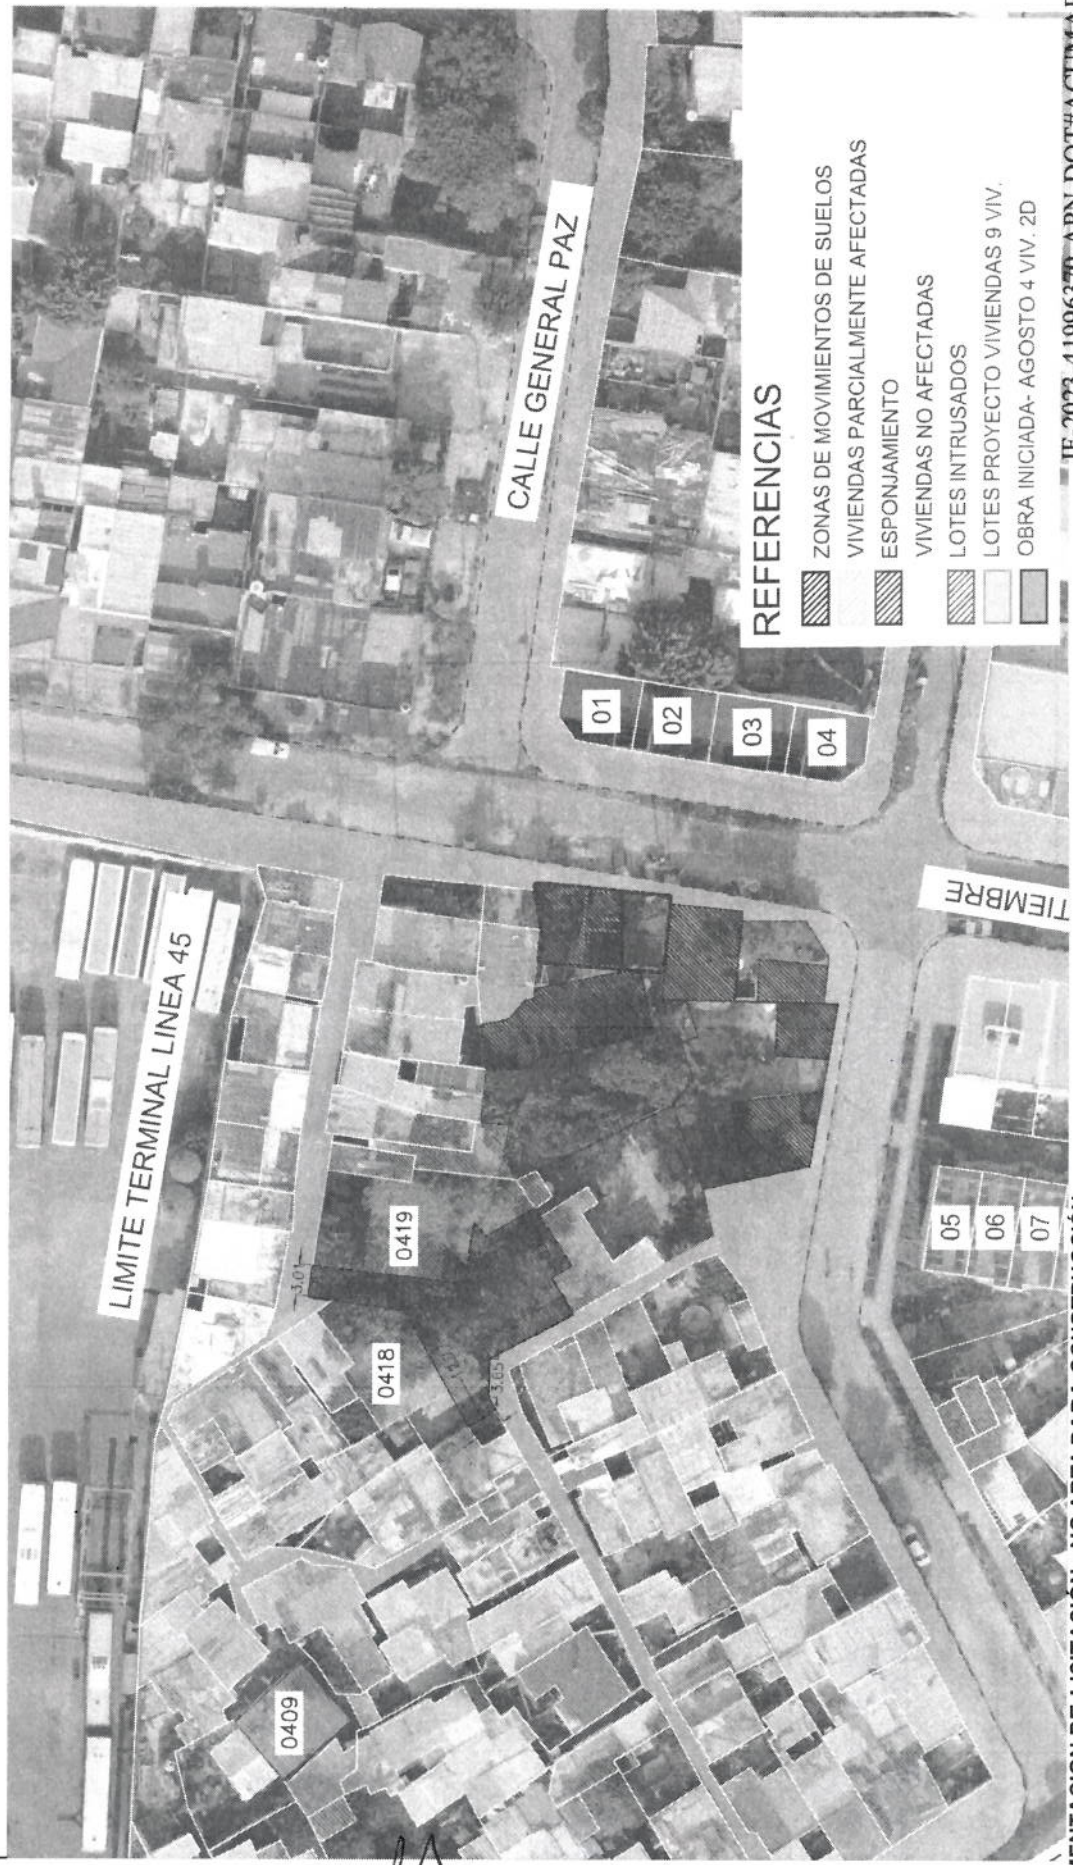 LIMITE TERMINAL LINEA 45
CALLE GENERAL PAZ
0409
0418
0419
3.01
3.65
01
02
03
04
05
06
07
TIEMBRE
REFERENCIAS
ZONAS DE MOVIMIENTOS DE SUELOS
VIVIENDAS PARCIALMENTE AFECTADAS
ESPONJAMIENTO
VIVIENDAS NO AFECTADAS
LOTES INTRUSADOS
LOTES PROYECTO VIVIENDAS 9 VIV.
OBRA INICIADA- AGOSTO 4 VIV. 2D